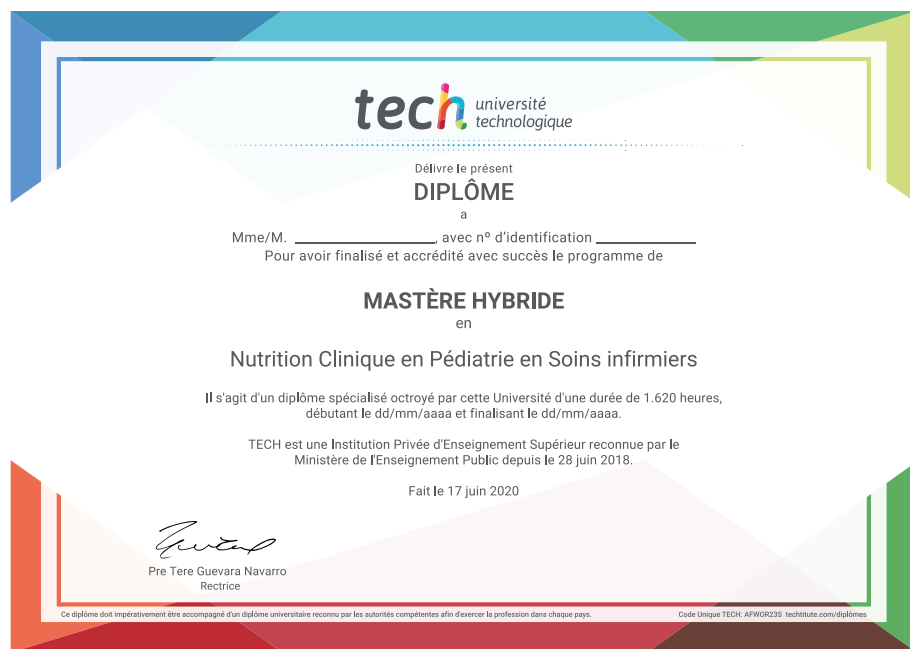 tech université
technologique
Délivre le présent
DIPLÔME
a
Mme/M. ____________________, avec nº d'identification ______________
Pour avoir finalisé et accrédité avec succès le programme de
MASTÈRE HYBRIDE
en
Nutrition Clinique en Pédiatrie en Soins infirmiers
Il s'agit d'un diplôme spécialisé octroyé par cette Université d'une durée de 1.620 heures,
débutant le dd/mm/aaaa et finalisant le dd/mm/aaaa.
TECH est une Institution Privée d'Enseignement Supérieur reconnue par le
Ministère de l'Enseignement Public depuis le 28 juin 2018.
Fait le 17 juin 2020
Pre Tere Guevara Navarro
Rectrice
Ce diplôme doit impérativement être accompagné d'un diplôme universitaire reconnu par les autorités compétentes afin d'exercer la profession dans chaque pays.
Code Unique TECH: AFWOR23S techtitute.com/diplômes